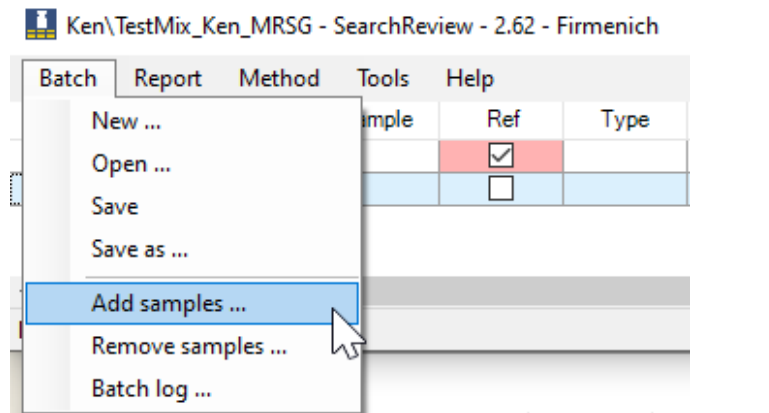 Ken\TestMix_Ken_MRSG - SearchReview - 2.62 - Firmenich
Batch Report Method Tools Help
New ...
Ref Type
Open ...
Save
Save as ...
Add samples ...
Remove samples ...
Batch log ...